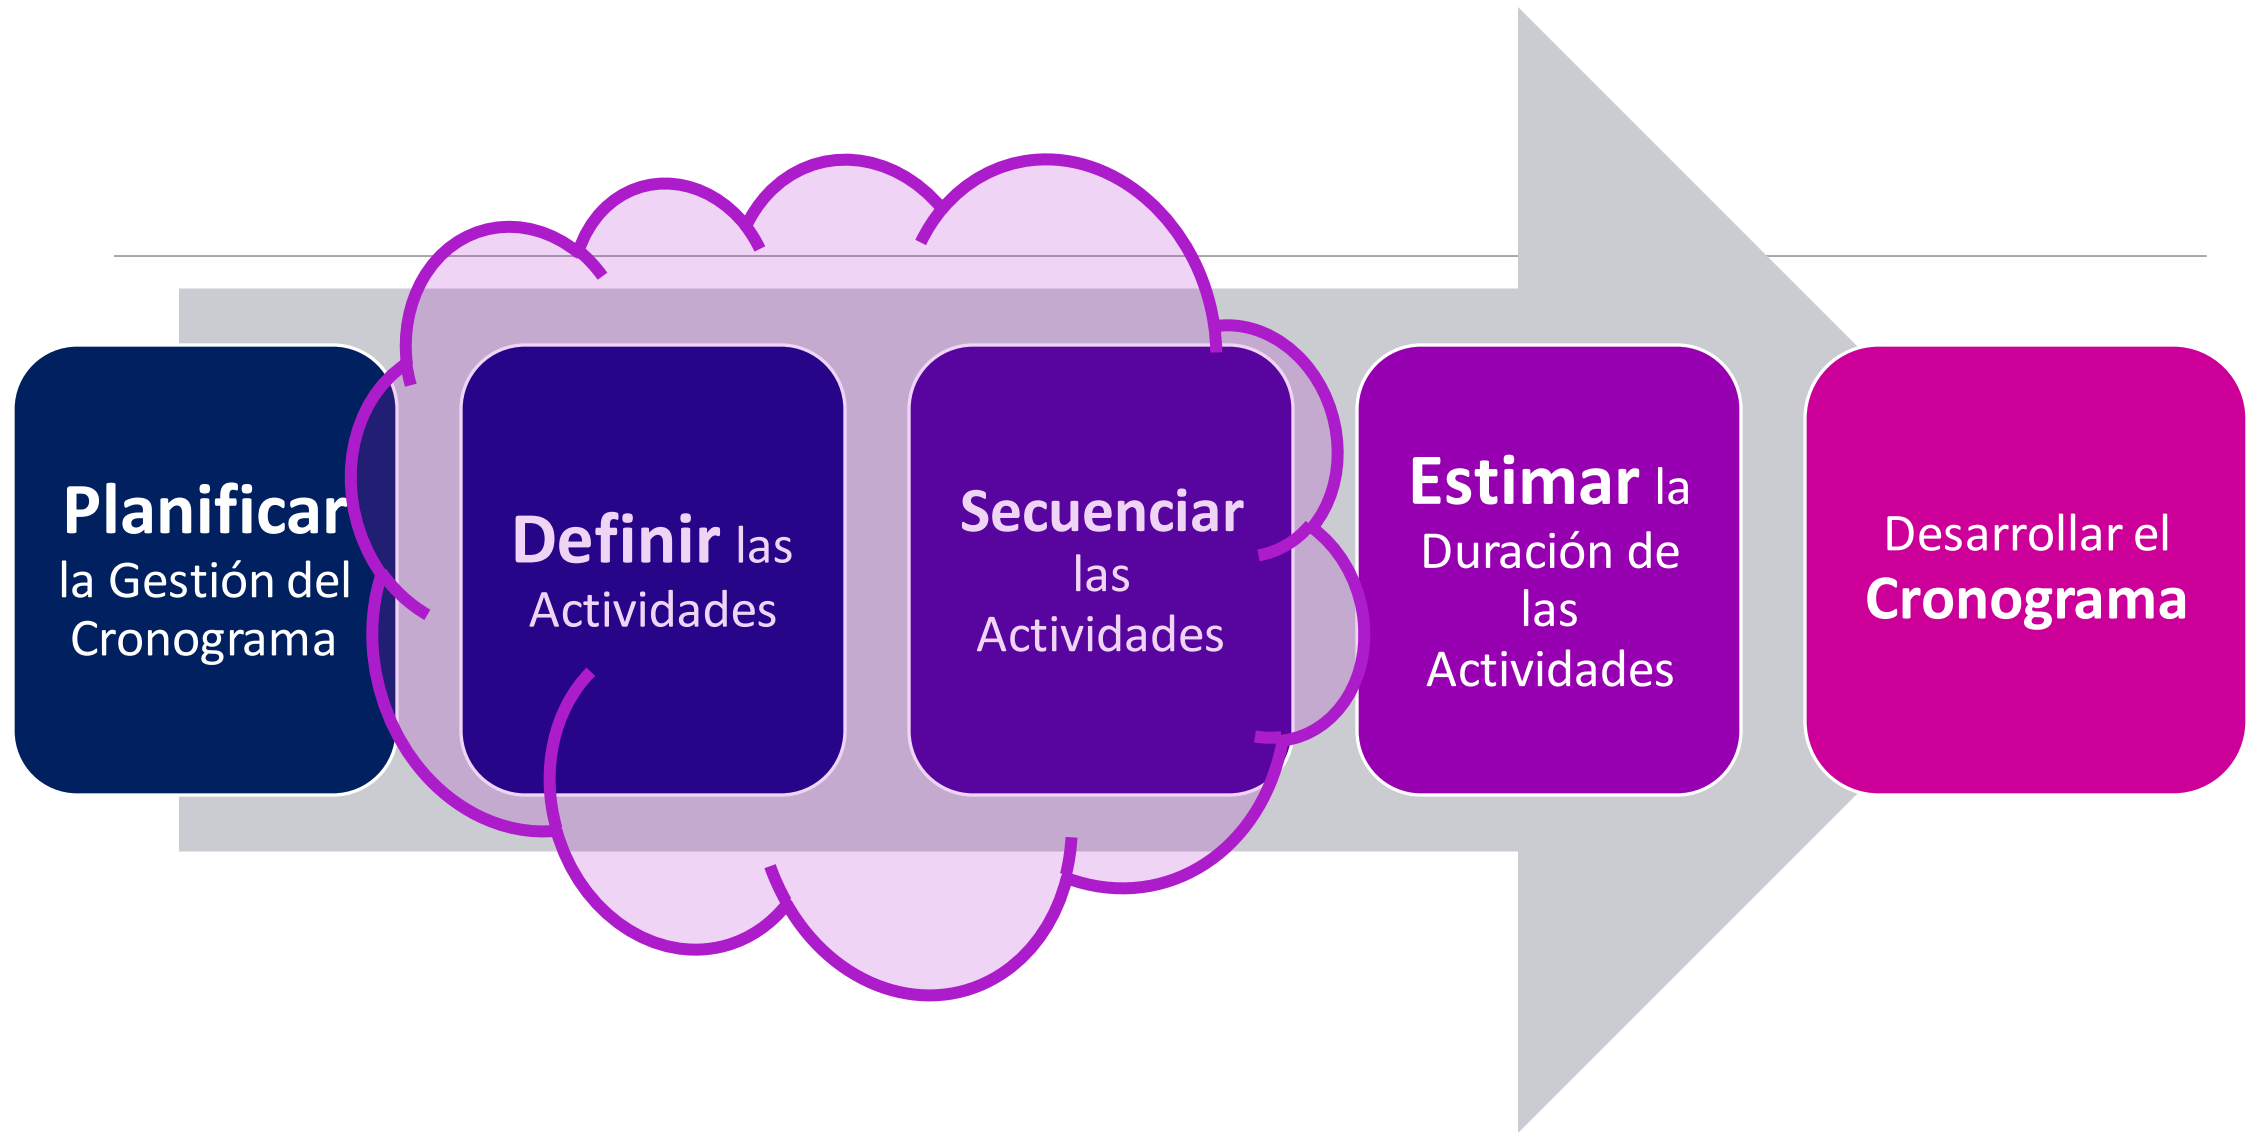 Planificar
la Gestión del
Cronograma
Definir las
Actividades
Secuenciar
las
Actividades
Estimar la
Duración de
las
Actividades
Desarrollar el
Cronograma